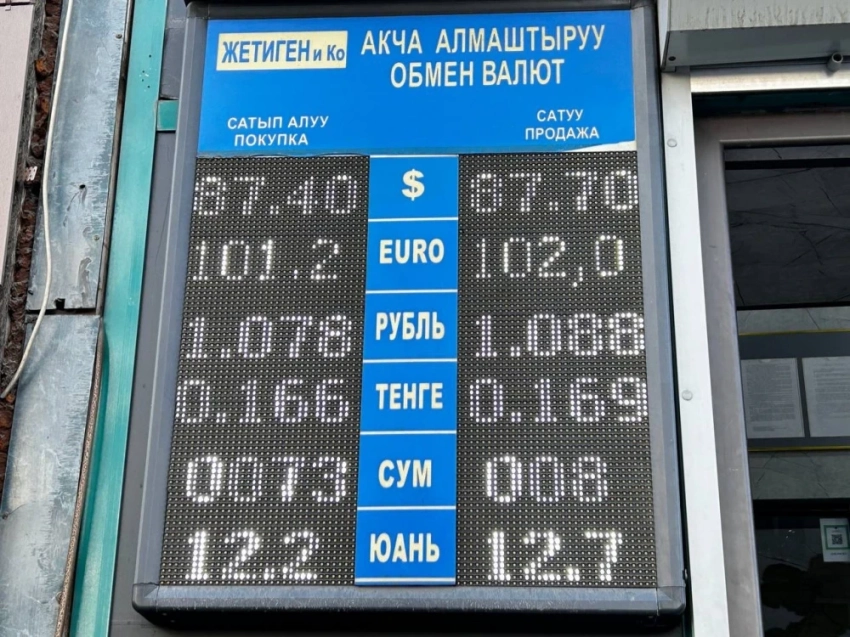 ЖЕТИГЕН и Ко
АКЧА АЛМАШТЫРУУ
ОБМЕН ВАЛЮТ
САТЫП АЛУУ
ПОКУПКА
САТУУ
ПРОДАЖА
87.40 $ 87.70
101.2 EURO 102,0
1.078 РУБЛЬ 1.088
0.166 ТЕНГЕ 0.169
0073 СУМ 008
12.2 ЮАНЬ 12.7